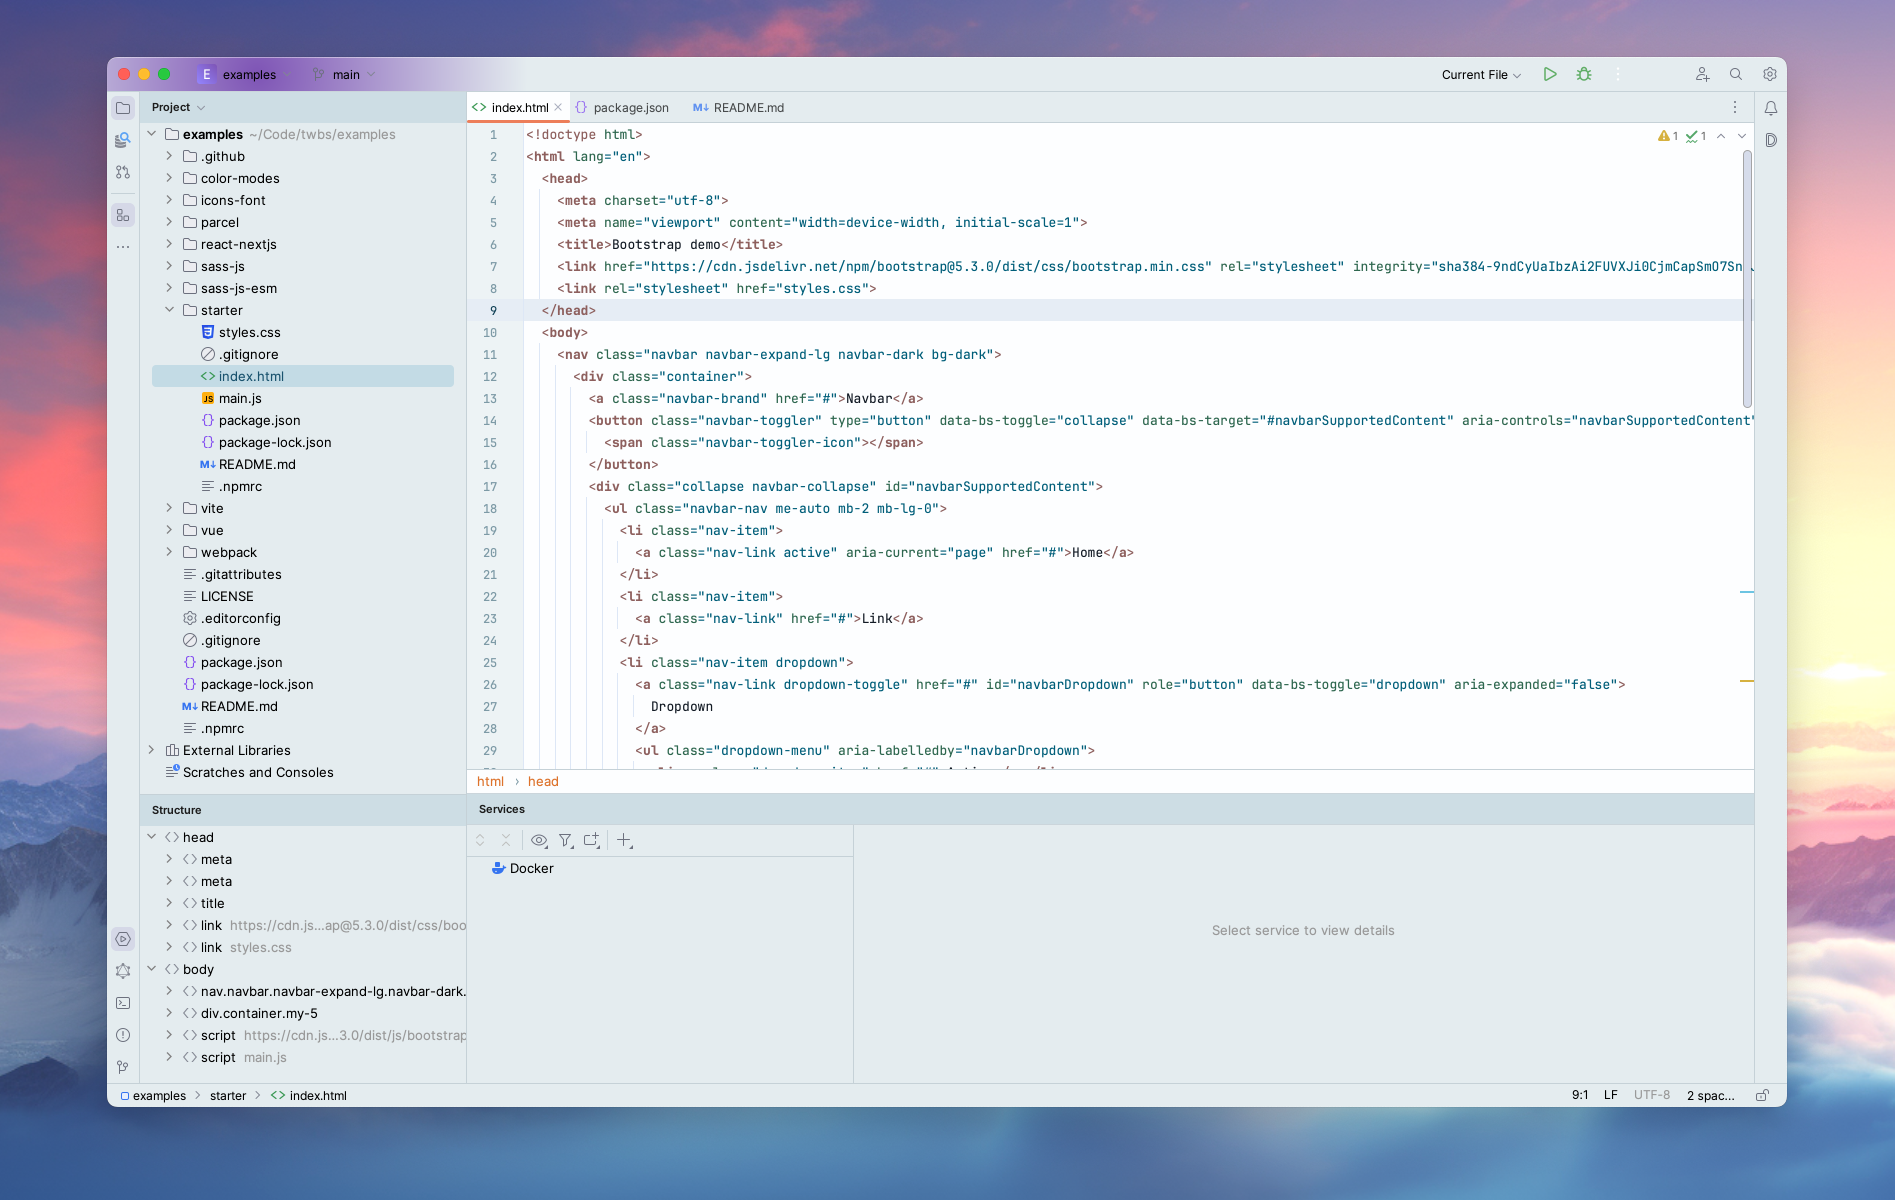 E examples main
Current File
Project
examples ~/Code/twbs/examples
.github
color-modes
icons-font
parcel
react-nextjs
sass-js
sass-js-esm
starter
styles.css
.gitignore
index.html
JS main.js
package.json
package-lock.json
M↓ README.md
.npmrc
vite
vue
webpack
.gitattributes
LICENSE
.editorconfig
.gitignore
package.json
package-lock.json
M↓ README.md
.npmrc
External Libraries
Scratches and Consoles
index.html package.json M↓ README.md
1 1
1 <!doctype html>
2 <html lang="en">
3 <head>
4 <meta charset="utf-8">
5 <meta name="viewport" content="width=device-width, initial-scale=1">
6 <title>Bootstrap demo</title>
7 <link href="https://cdn.jsdelivr.net/npm/bootstrap@5.3.0/dist/css/bootstrap.min.css" rel="stylesheet" integrity="sha384-9ndCyUaIbzAi2FUVXJi0CjmCapSmO7Sn
8 <link rel="stylesheet" href="styles.css">
9 </head>
10 <body>
11 <nav class="navbar navbar-expand-lg navbar-dark bg-dark">
12 <div class="container">
13 <a class="navbar-brand" href="#">Navbar</a>
14 <button class="navbar-toggler" type="button" data-bs-toggle="collapse" data-bs-target="#navbarSupportedContent" aria-controls="navbarSupportedContent"
15 <span class="navbar-toggler-icon"></span>
16 </button>
17 <div class="collapse navbar-collapse" id="navbarSupportedContent">
18 <ul class="navbar-nav me-auto mb-2 mb-lg-0">
19 <li class="nav-item">
20 <a class="nav-link active" aria-current="page" href="#">Home</a>
21 </li>
22 <li class="nav-item">
23 <a class="nav-link" href="#">Link</a>
24 </li>
25 <li class="nav-item dropdown">
26 <a class="nav-link dropdown-toggle" href="#" id="navbarDropdown" role="button" data-bs-toggle="dropdown" aria-expanded="false">
27 Dropdown
28 </a>
29 <ul class="dropdown-menu" aria-labelledby="navbarDropdown">
html › head
Structure
head
meta
meta
title
link https://cdn.js...ap@5.3.0/dist/css/boo
link styles.css
body
nav.navbar.navbar-expand-lg.navbar-dark.
div.container.my-5
script https://cdn.js...3.0/dist/js/bootstrap
script main.js
Services
Docker
Select service to view details
examples › starter › index.html
9:1 LF UTF-8 2 spac...